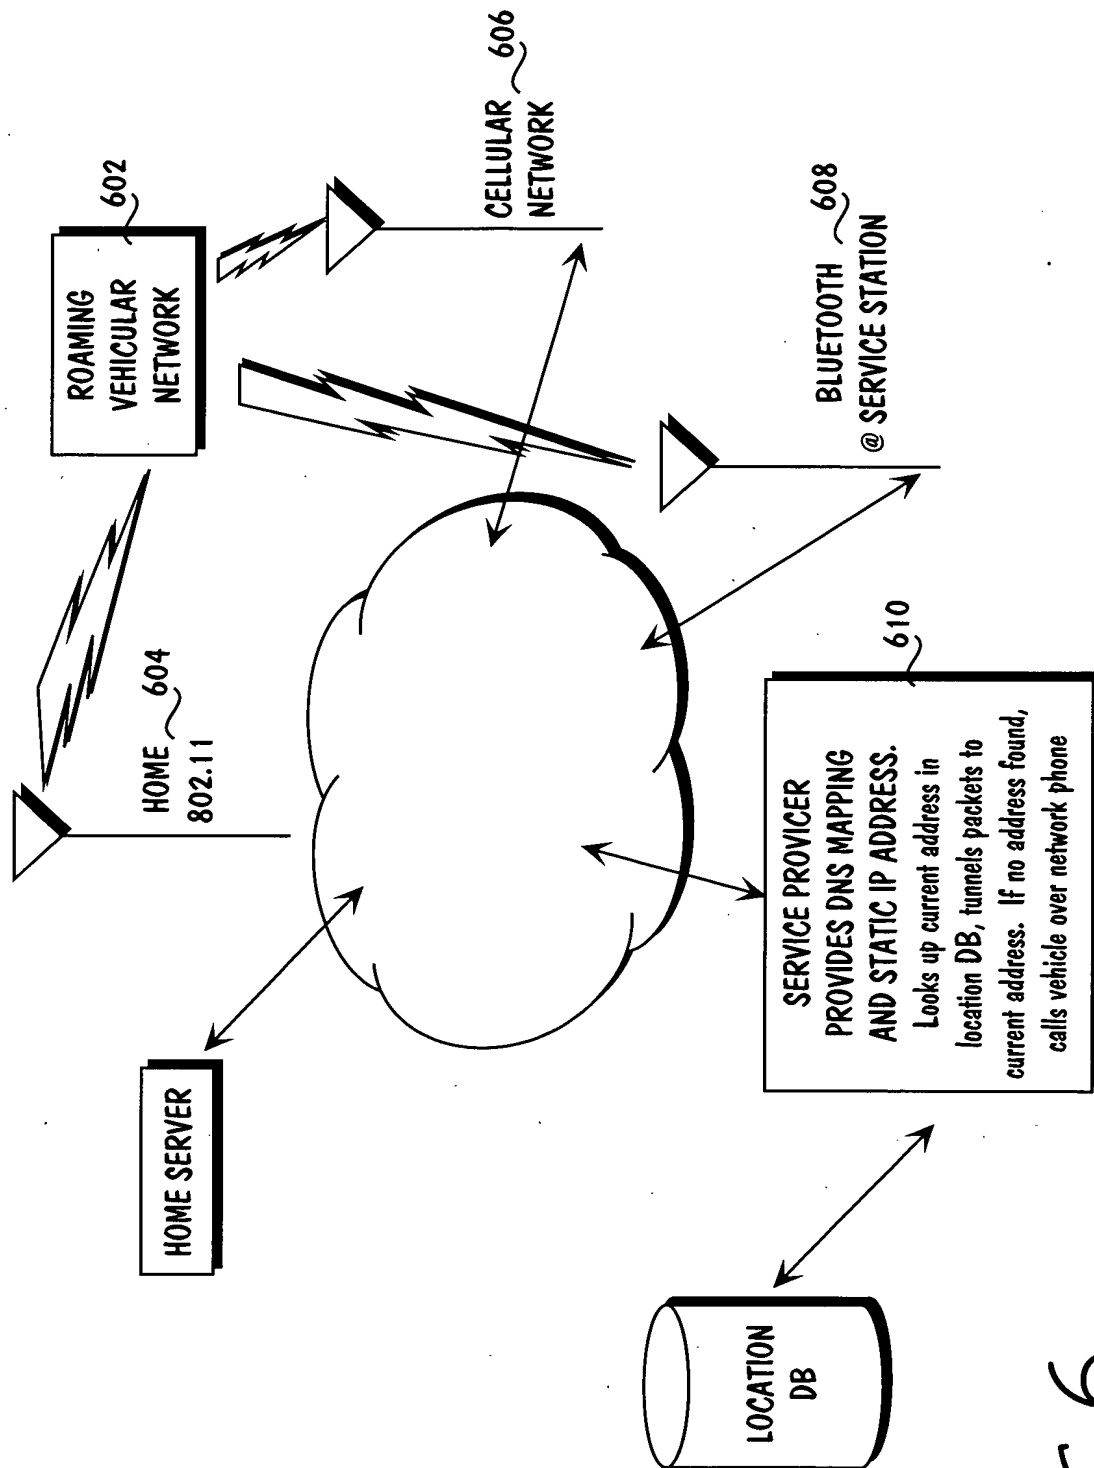 ROAMING
VEHICULAR
NETWORK
602
CELLULAR
NETWORK
606
BLUETOOTH
@ SERVICE STATION
608
HOME
802.11
604
HOME SERVER
SERVICE PROVICER
PROVIDES DNS MAPPING
AND STATIC IP ADDRESS.
Looks up current address in
location DB, tunnels packets to
current address. If no address found,
calls vehicle over network phone
610
LOCATION
DB
6